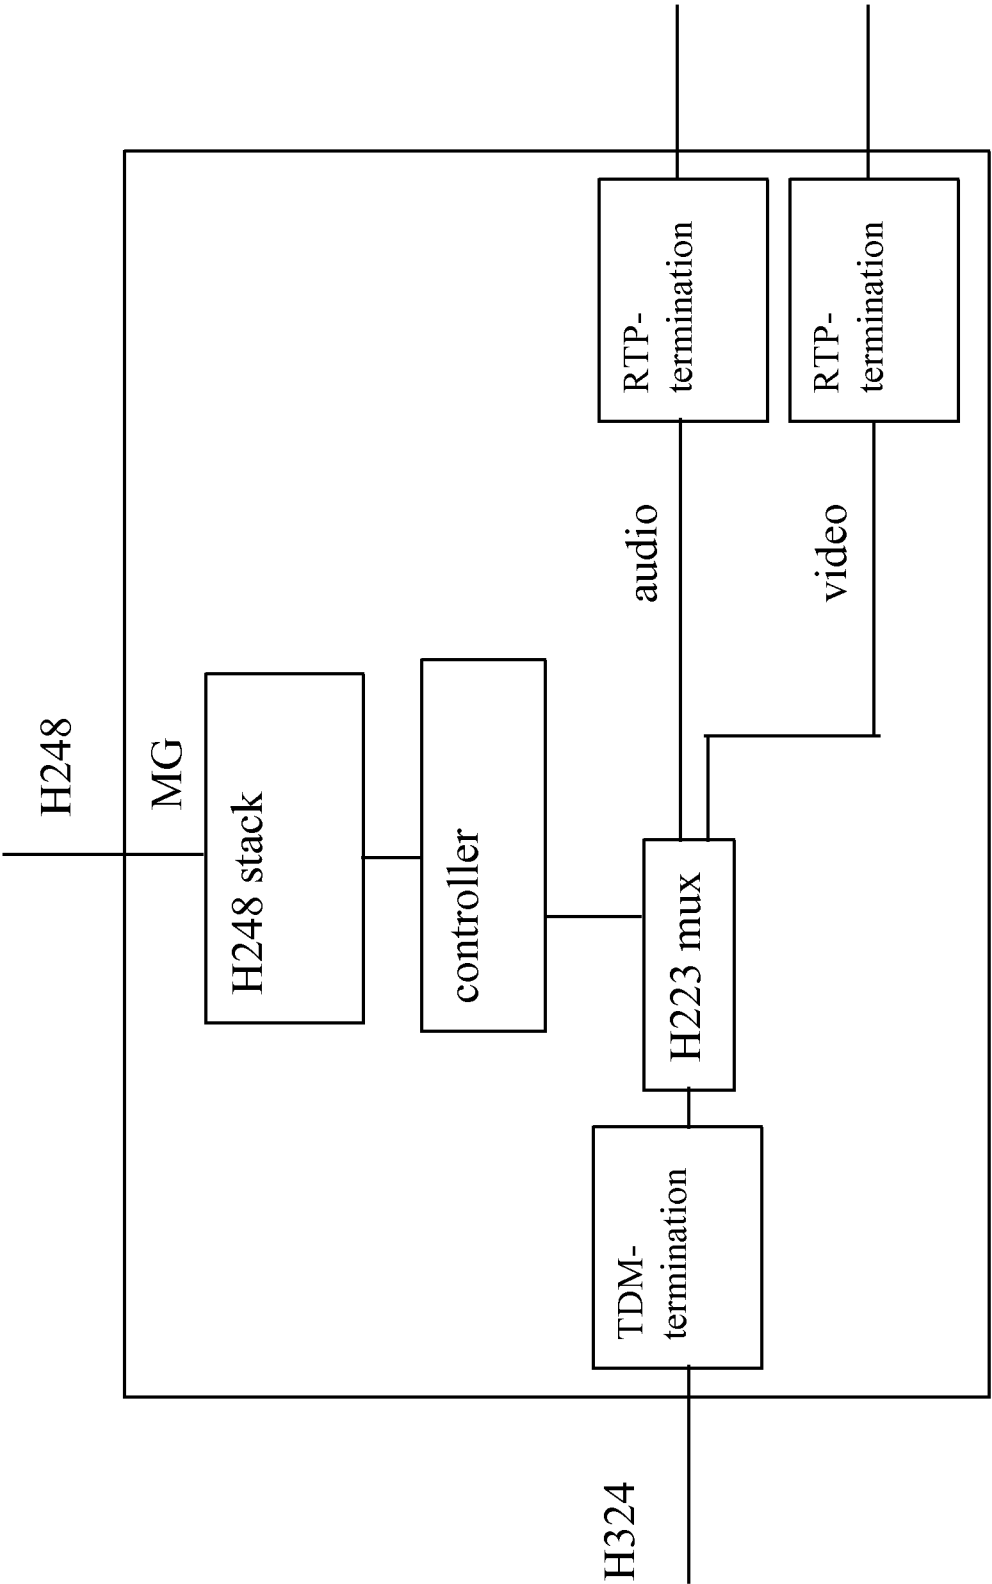 H248
MG
H248 stack
controller
H324
TDM-
termination
H223 mux
audio
RTP-
termination
video
RTP-
termination